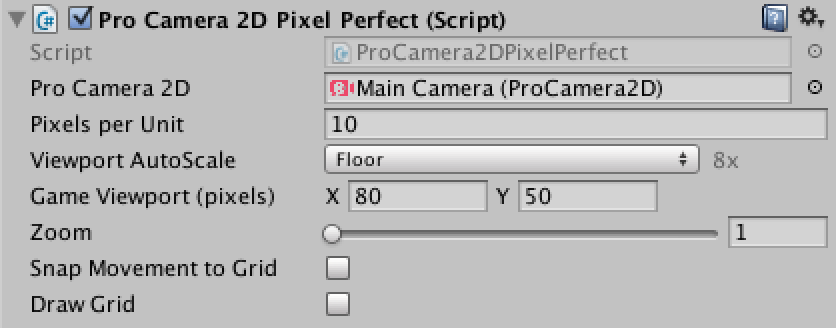 Pro Camera 2D Pixel Perfect (Script)
Script ProCamera2DPixelPerfect
Pro Camera 2D Main Camera (ProCamera2D)
Pixels per Unit 10
Viewport AutoScale Floor 8x
Game Viewport (pixels) X 80 Y 50
Zoom 1
Snap Movement to Grid
Draw Grid